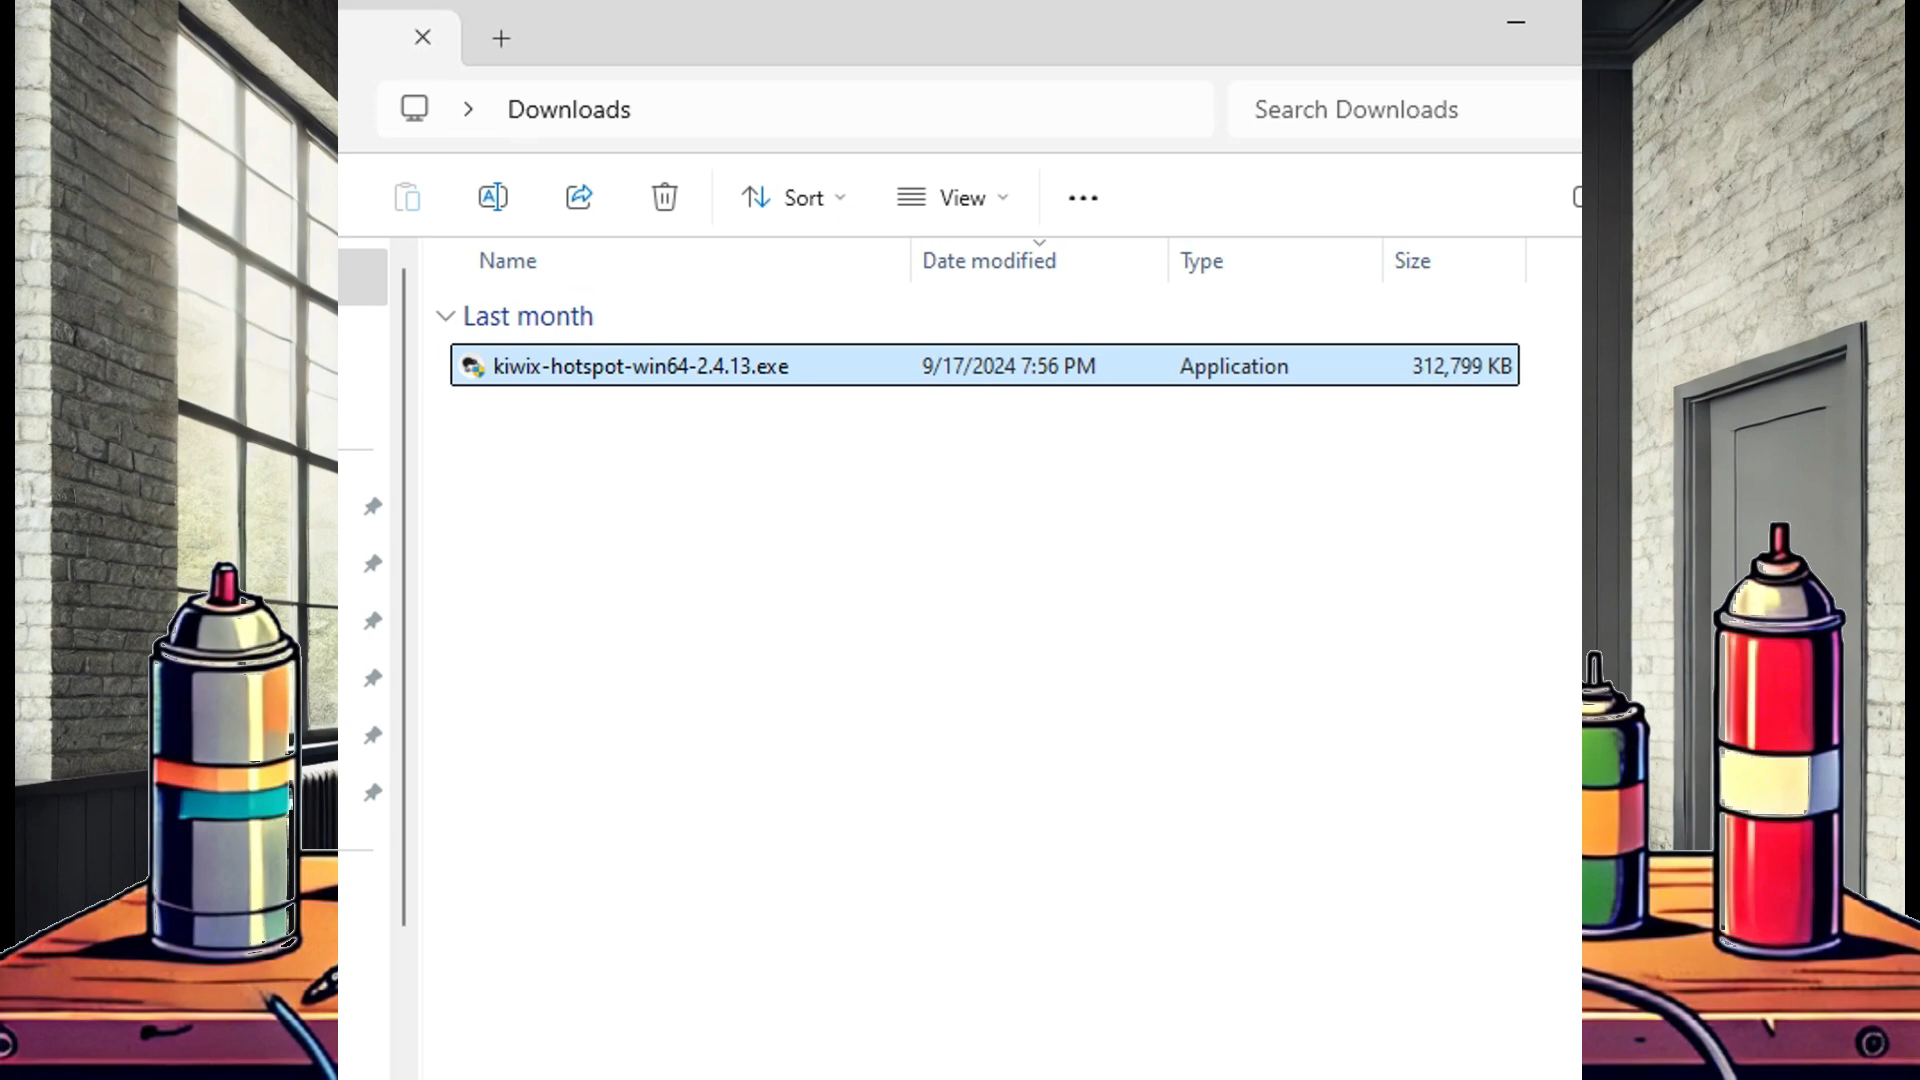 Downloads
Search Downloads
Sort
View
Name
Date modified
Type
Size
Last month
kiwix-hotspot-win64-2.4.13.exe
9/17/2024 7:56 PM
Application
312,799 KB